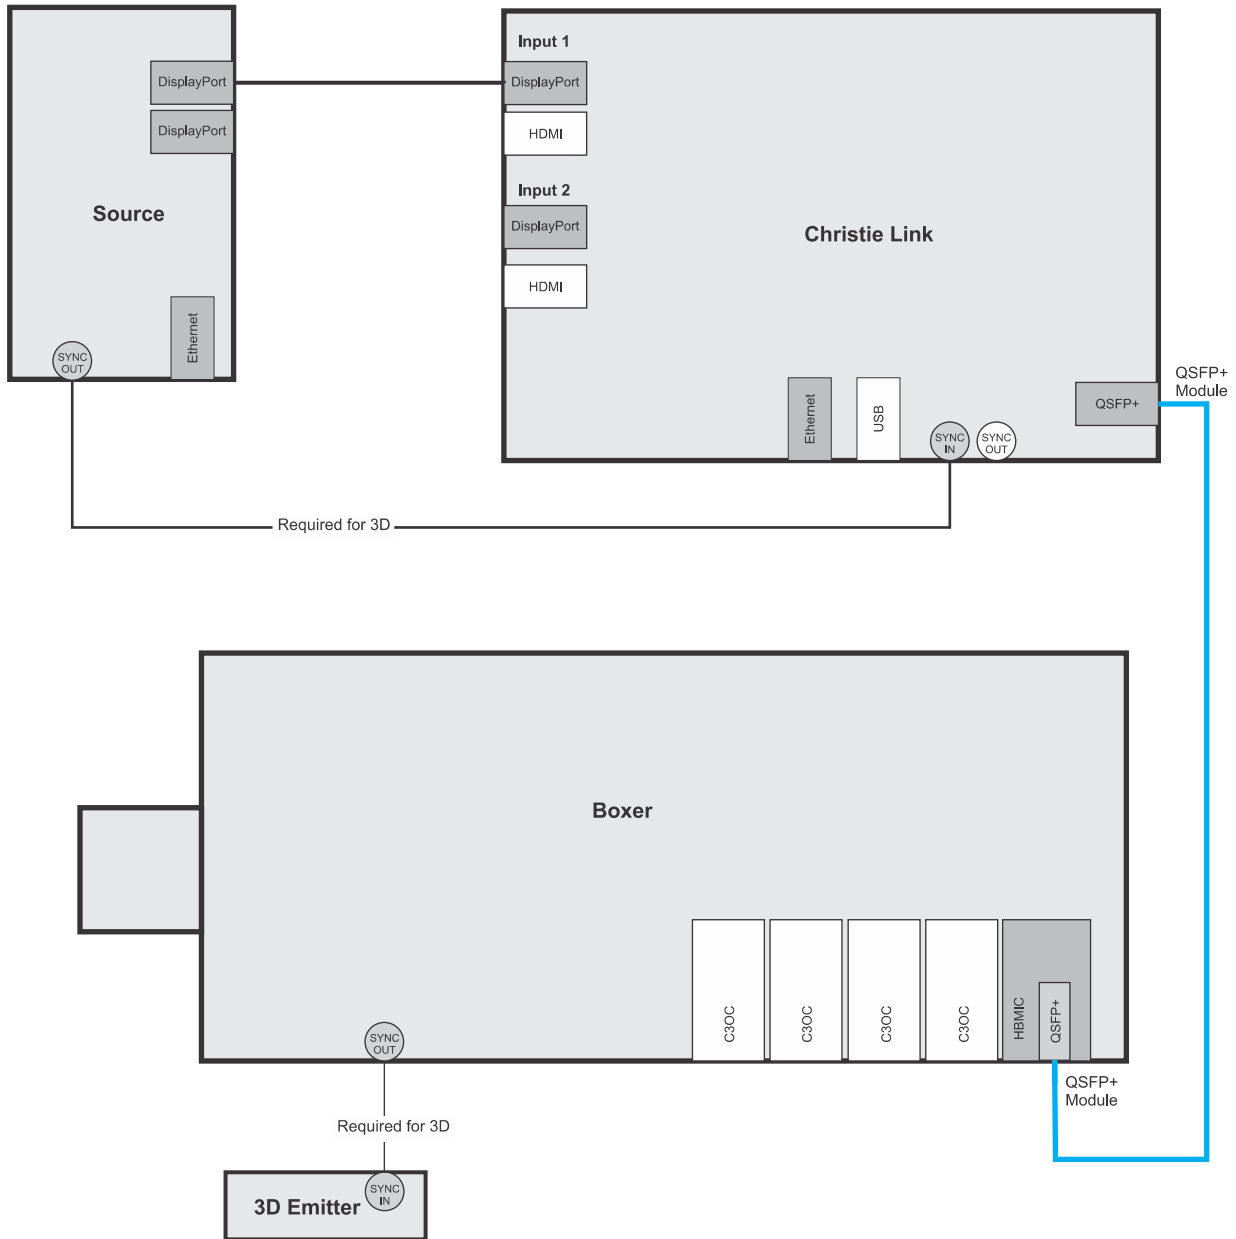 Input 1
DisplayPort
DisplayPort
DisplayPort
HDMI
DisplayPort
Input 2
Source
DisplayPort
Christie Link
HDMI
Ethernet
SYNC
OUT
QSFP+
Module
QSFP+
Ethernet
USB
SYNC
IN
SYNC
OUT
Required for 3D
Boxer
C3OC
C3OC
C3OC
C3OC
HBMIC
QSFP+
SYNC
OUT
QSFP+
Module
Required for 3D
3D Emitter
SYNC
IN